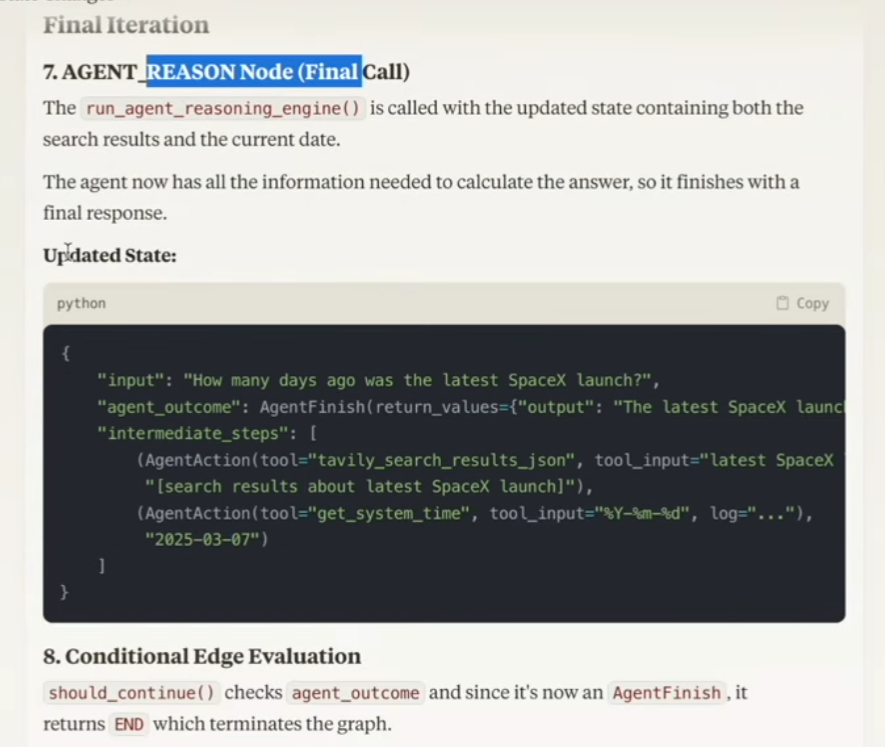 Final Iteration
7. AGENT_REASON Node (Final Call)
The run_agent_reasoning_engine() is called with the updated state containing both the
search results and the current date.
The agent now has all the information needed to calculate the answer, so it finishes with a
final response.
Updated State:
python
Copy
{
"input": "How many days ago was the latest SpaceX launch?",
"agent_outcome": AgentFinish(return_values={"output": "The latest SpaceX launc
"intermediate_steps": [
(AgentAction(tool="tavily_search_results_json", tool_input="latest SpaceX
"[search results about latest SpaceX launch]"),
(AgentAction(tool="get_system_time", tool_input="%Y-%m-%d", log="..."),
"2025-03-07")
]
}
8. Conditional Edge Evaluation
should_continue() checks agent_outcome and since it's now an AgentFinish, it
returns END which terminates the graph.